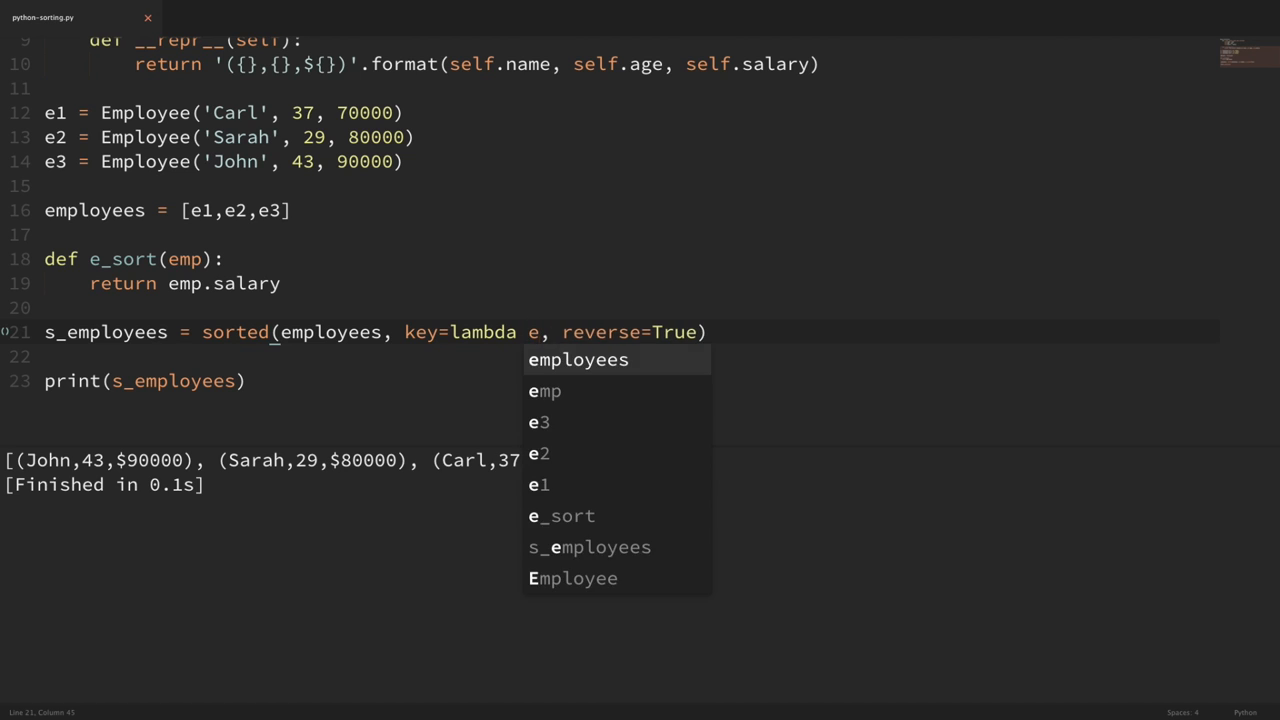 python-sorting.py ×
9 def __repr__(self):
10 return '({},{},${})'.format(self.name, self.age, self.salary)
11
12 e1 = Employee('Carl', 37, 70000)
13 e2 = Employee('Sarah', 29, 80000)
14 e3 = Employee('John', 43, 90000)
15
16 employees = [e1,e2,e3]
17
18 def e_sort(emp):
19 return emp.salary
20
21 s_employees = sorted(employees, key=lambda e, reverse=True)
22
23 print(s_employees)
employees
emp
e3
e2
e1
e_sort
s_employees
Employee
[(John,43,$90000), (Sarah,29,$80000), (Carl,37
[Finished in 0.1s]
Line 21, Column 45
Spaces: 4
Python